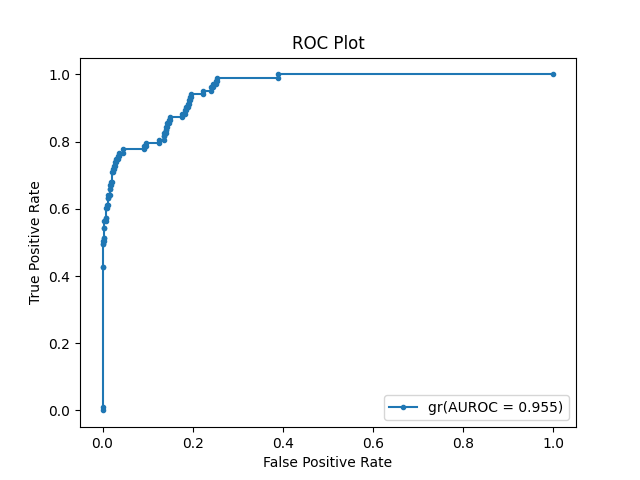 ROC Plot
True Positive Rate
1.0
0.8
0.6
0.4
0.2
0.0
gr(AUROC = 0.955)
0.0 0.2 0.4 0.6 0.8 1.0
False Positive Rate